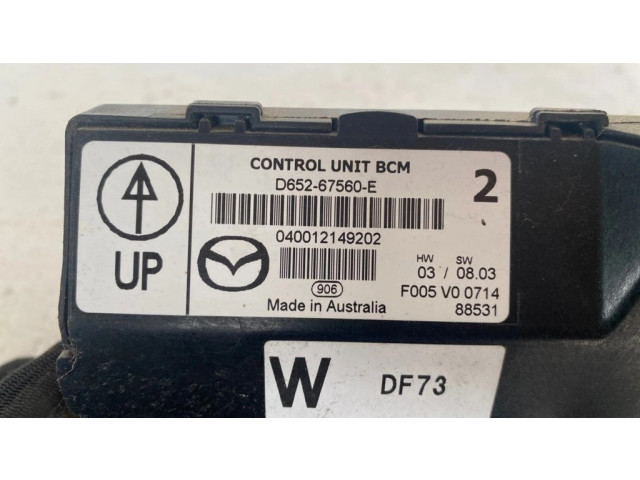 CONTROL UNIT BCM
D652-67560-E
2
040012149202
UP
HW SW
03 / 08.03
906
F005 V0 0714
Made in Australia
88531
W DF73